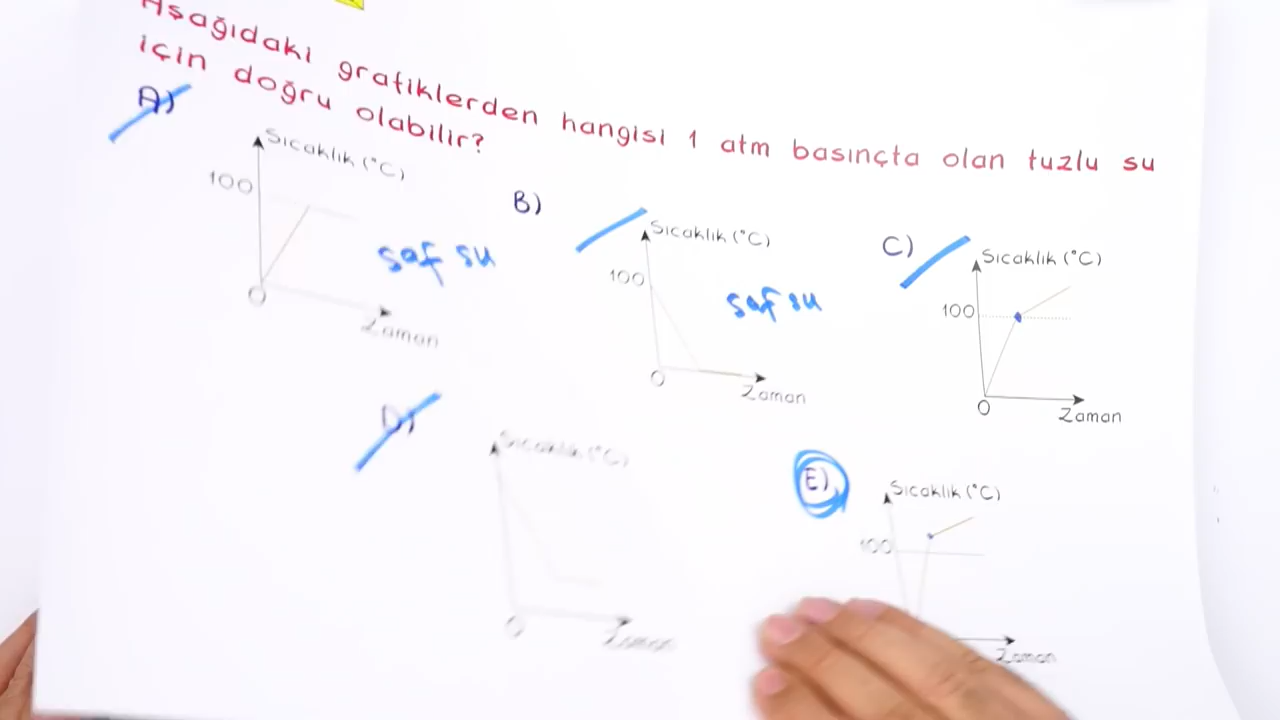 Aşağıdaki grafiklerden hangisi 1 atm basınçta olan tuzlu su
için doğru olabilir?
A)
Sıcaklık (°C)
100
saf su
0
Zaman
B)
Sıcaklık (°C)
100
saf su
0
Zaman
C)
Sıcaklık (°C)
100
0
Zaman
D)
Sıcaklık (°C)
0
Zaman
E)
Sıcaklık (°C)
100
Zaman